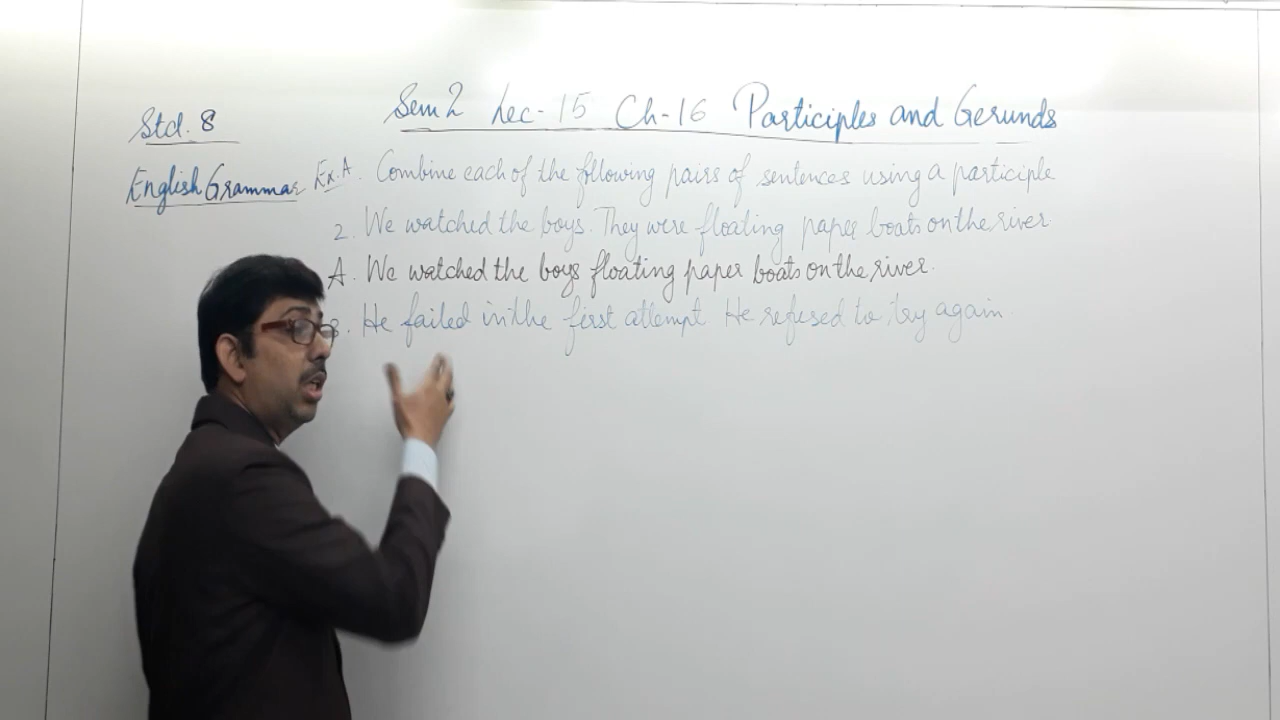 Sem 2 Lec-15 Ch-16 Participles and Gerunds
Std. 8
English Grammar
Ex. A. Combine each of the following pairs of sentences using a participle
2. We watched the boys. They were floating paper boats on the river
A. We watched the boys floating paper boats on the river.
3. He failed in the first attempt He refused to try again.